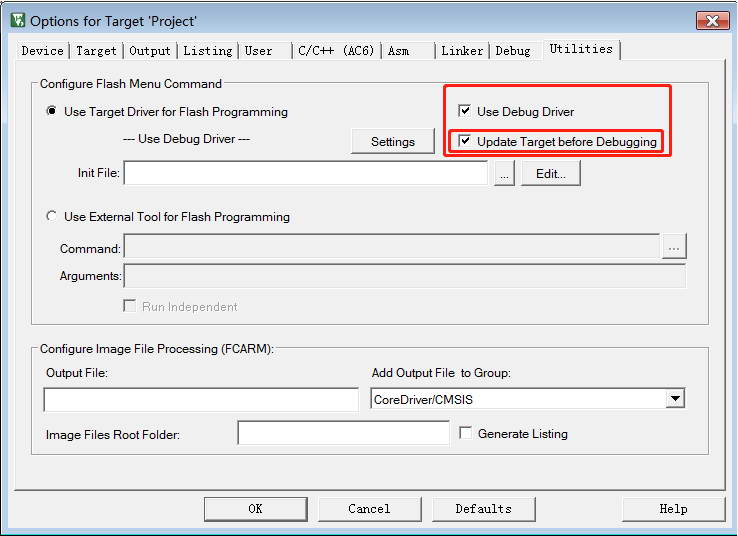 Options for Target 'Project'
Device Target Output Listing User C/C++ (AC6) Asm Linker Debug Utilities
Configure Flash Menu Command
Use Target Driver for Flash Programming
Use Debug Driver
--- Use Debug Driver ---
Settings
Update Target before Debugging
Init File:
...
Edit...
Use External Tool for Flash Programming
Command:
...
Arguments:
Run Independent
Configure Image File Processing (FCARM):
Output File:
Add Output File to Group:
CoreDriver/CMSIS
Image Files Root Folder:
Generate Listing
OK
Cancel
Defaults
Help